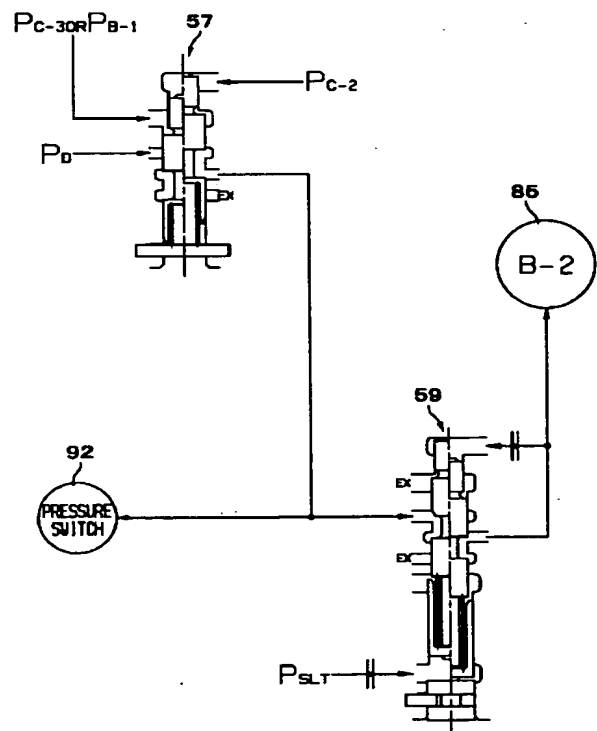 PC-3ORPB-1
57
PC-2
PD
EX
85
B-2
59
92
EX
PRESSURE
SWITCH
EX
PSLT